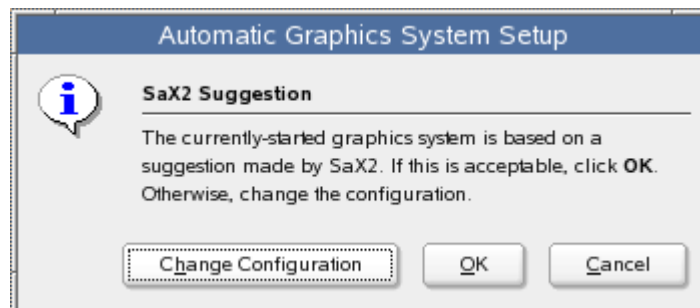 Automatic Graphics System Setup
SaX2 Suggestion
The currently-started graphics system is based on a
suggestion made by SaX2. If this is acceptable, click OK.
Otherwise, change the configuration.
Change Configuration OK Cancel